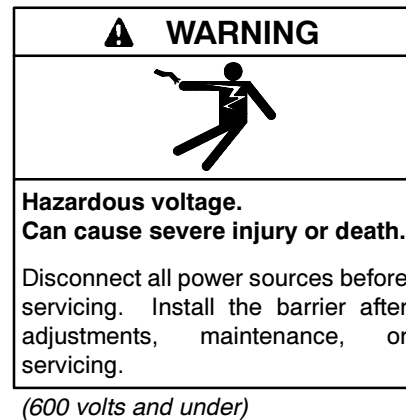 WARNING
Hazardous voltage.
Can cause severe injury or death.
Disconnect all power sources before
servicing. Install the barrier after
adjustments, maintenance, or
servicing.
(600 volts and under)